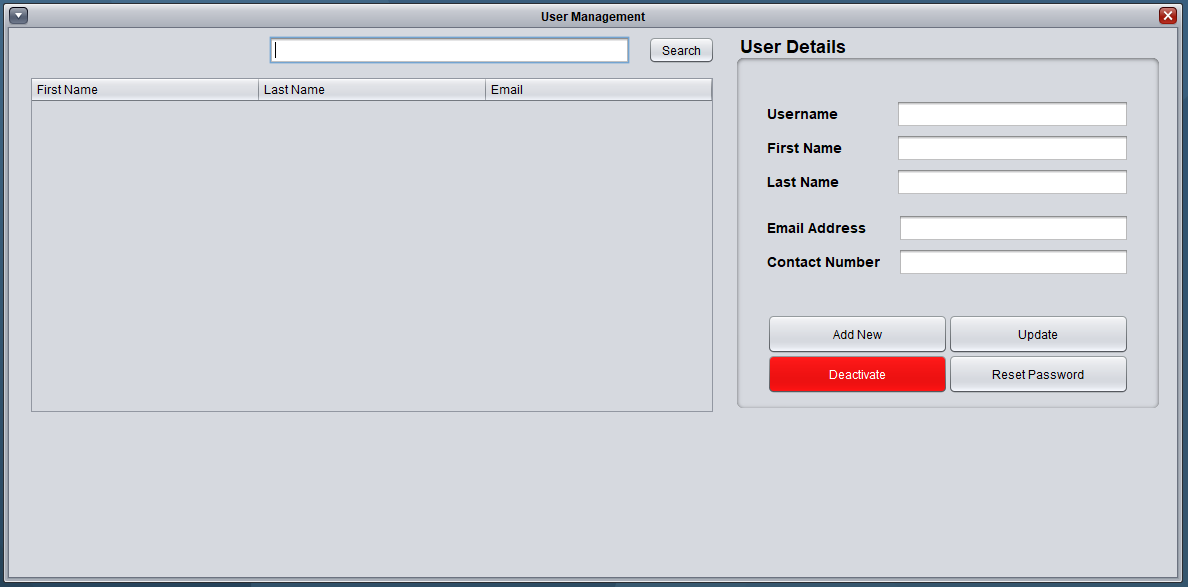 User Management
Search
First Name Last Name Email
User Details
Username
First Name
Last Name
Email Address
Contact Number
Add New Update
Deactivate Reset Password